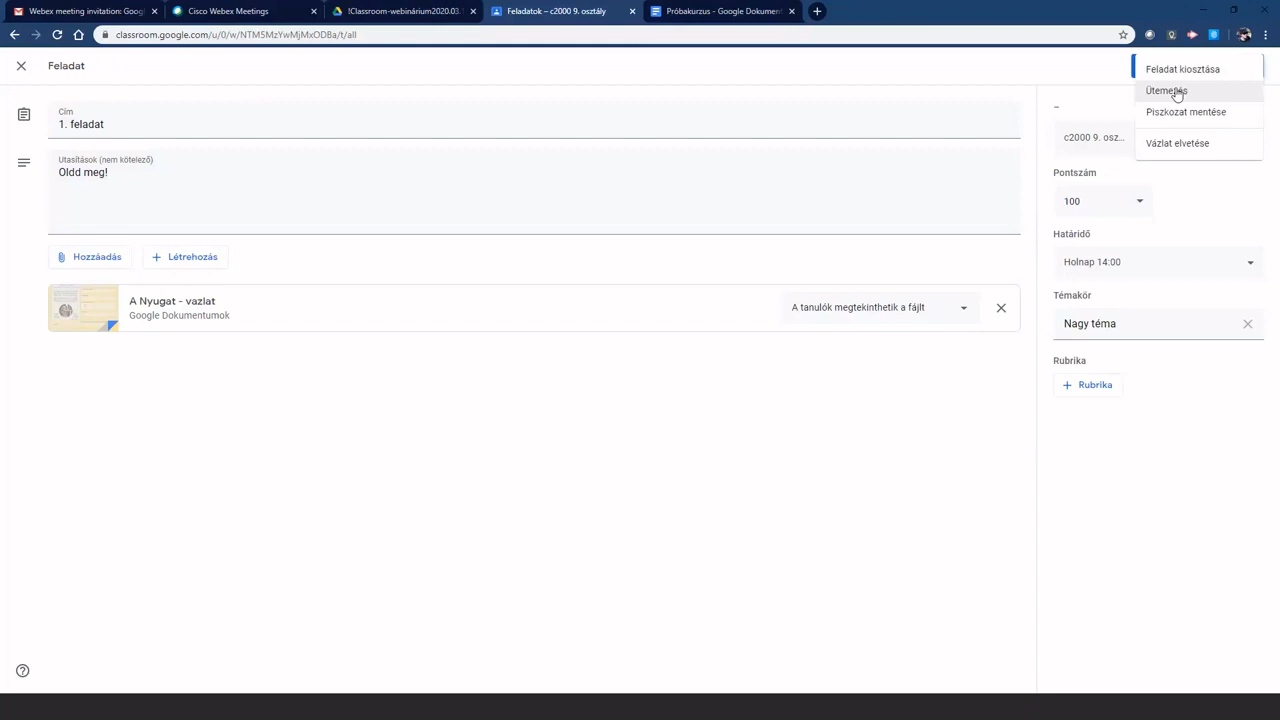 Webex meeting invitation: Goog
Cisco Webex Meetings
!Classroom-webinárium2020.03.1
Feladatok – c2000 9. osztály
Próbakurzus - Google Dokument
classroom.google.com/u/0/w/NTM5MzYwMjMxODBa/t/all
Feladat
Feladat kiosztása
Ütemezés
Piszkozat mentése
Vázlat elvetése
Cím
1. feladat
Utasítások (nem kötelező)
Oldd meg!
Hozzáadás
Létrehozás
A Nyugat - vazlat
Google Dokumentumok
A tanulók megtekinthetik a fájlt
–
c2000 9. osz...
Pontszám
100
Határidő
Holnap 14:00
Témakör
Nagy téma
Rubrika
Rubrika